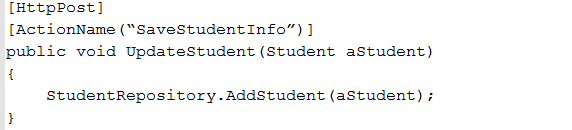 [HttpPost]
[ActionName(“SaveStudentInfo”)]
public void UpdateStudent(Student aStudent)
{
    StudentRepository.AddStudent(aStudent);
}